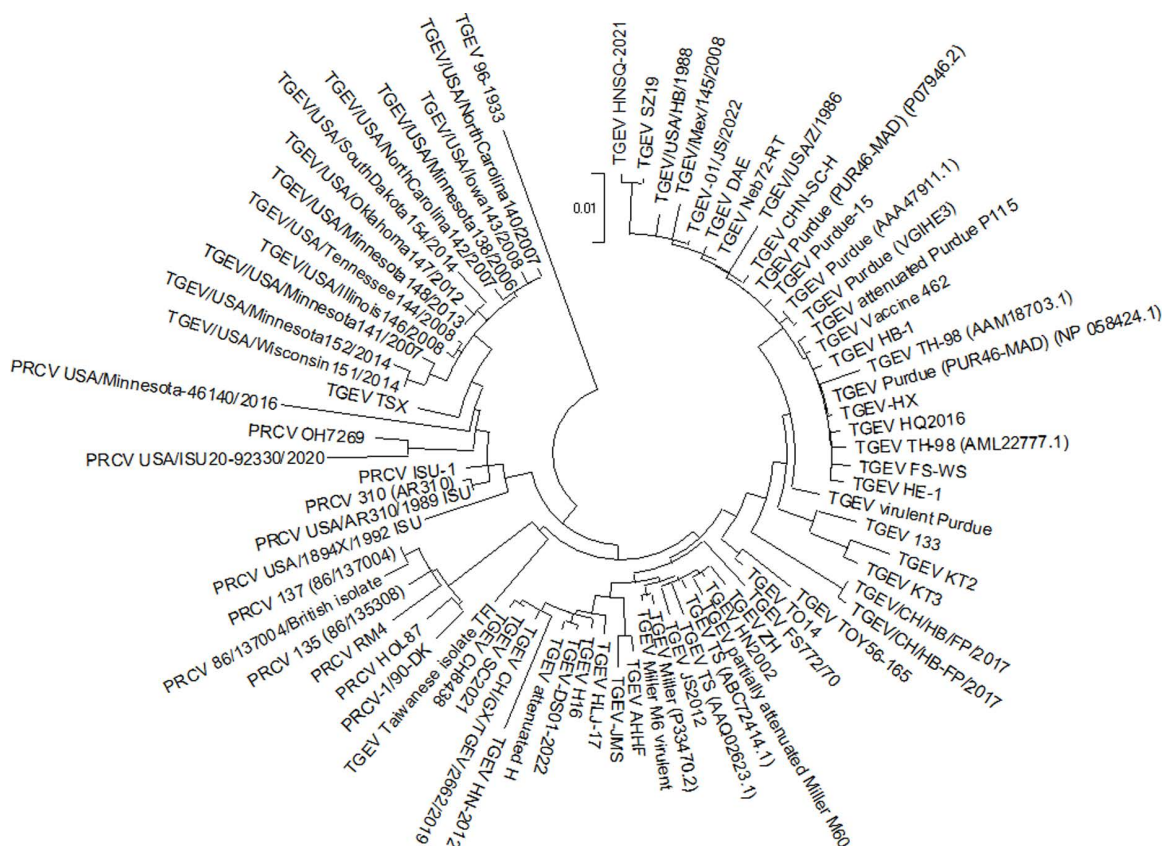 TGEV HNSQ-2021
TGEV SZ19
TGEV/USA/HB/1988
TGEV/Mex/145/2008
TGEV-01/JS/2022
TGEV DAE
TGEV Neb72-RT
TGEV/USA/Z/1986
TGEV CHN-SC-H
TGEV Purdue (PUR46-MAD) (P07946.2)
TGEV Purdue-15
TGEV Purdue (AAA47911.1)
TGEV Purdue (VGIHE3)
TGEV attenuated Purdue P115
TGEV Vaccine 462
TGEV HB-1
TGEV TH-98 (AAM18703.1)
TGEV Purdue (PUR46-MAD) (NP 058424.1)
TGEV-HX
TGEV HQ2016
TGEV TH-98 (AML22777.1)
TGEV FS-WS
TGEV HE-1
TGEV virulent Purdue
TGEV 133
TGEV KT2
TGEV KT3
TGEV/CH/HB/FP/2017
TGEV/CH/HB-FP/2017
TGEV TOY56-165
TGEV TO14
TGEV FS772/70
TGEV ZH
TGEV HN2002
TGEV partially attenuated Miller M60
TGEV TS (ABC72414.1)
TGEV TS (AAQ02623.1)
TGEV JS2012
TGEV Miller (P33470.2)
TGEV Miller M6 virulent
TGEV AHHF
TGEV-JMS
TGEV HLJ-17
TGEV H16
TGEV-DS01-2022
TGEV attenuated H
TGEV HN-2012
TGEV CH/GX/TGEV/2662/2019
TGEV SC2021
TGEV CH8438
TGEV Taiwanese isolate TFI
PRCV-1/90-DK
PRCV HOL87
PRCV RM4
PRCV 135 (86/135308)
PRCV 86/137004/British isolate
PRCV 137 (86/137004)
PRCV USA/1894X/1992 ISU
PRCV USA/AR310/1989 ISU
PRCV 310 (AR310)
PRCV ISU-1
PRCV USA/ISU20-92330/2020
PRCV OH7269
PRCV USA/Minnesota-46140/2016
TGEV TSX
TGEV/USA/Wisconsin151/2014
TGEV/USA/Minnesota152/2014
TGEV/USA/Minnesota141/2007
TGEV/USA/Illinois146/2008
TGEV/USA/Tennessee144/2008
TGEV/USA/Minnesota148/2013
TGEV/USA/Oklahoma147/2012
TGEV/USA/SouthDakota154/2014
TGEV/USA/NorthCarolina142/2007
TGEV/USA/Minnesota138/2006
TGEV/USA/Iowa143/2008
TGEV/USA/NorthCarolina140/2007
TGEV 96-1933
0.01